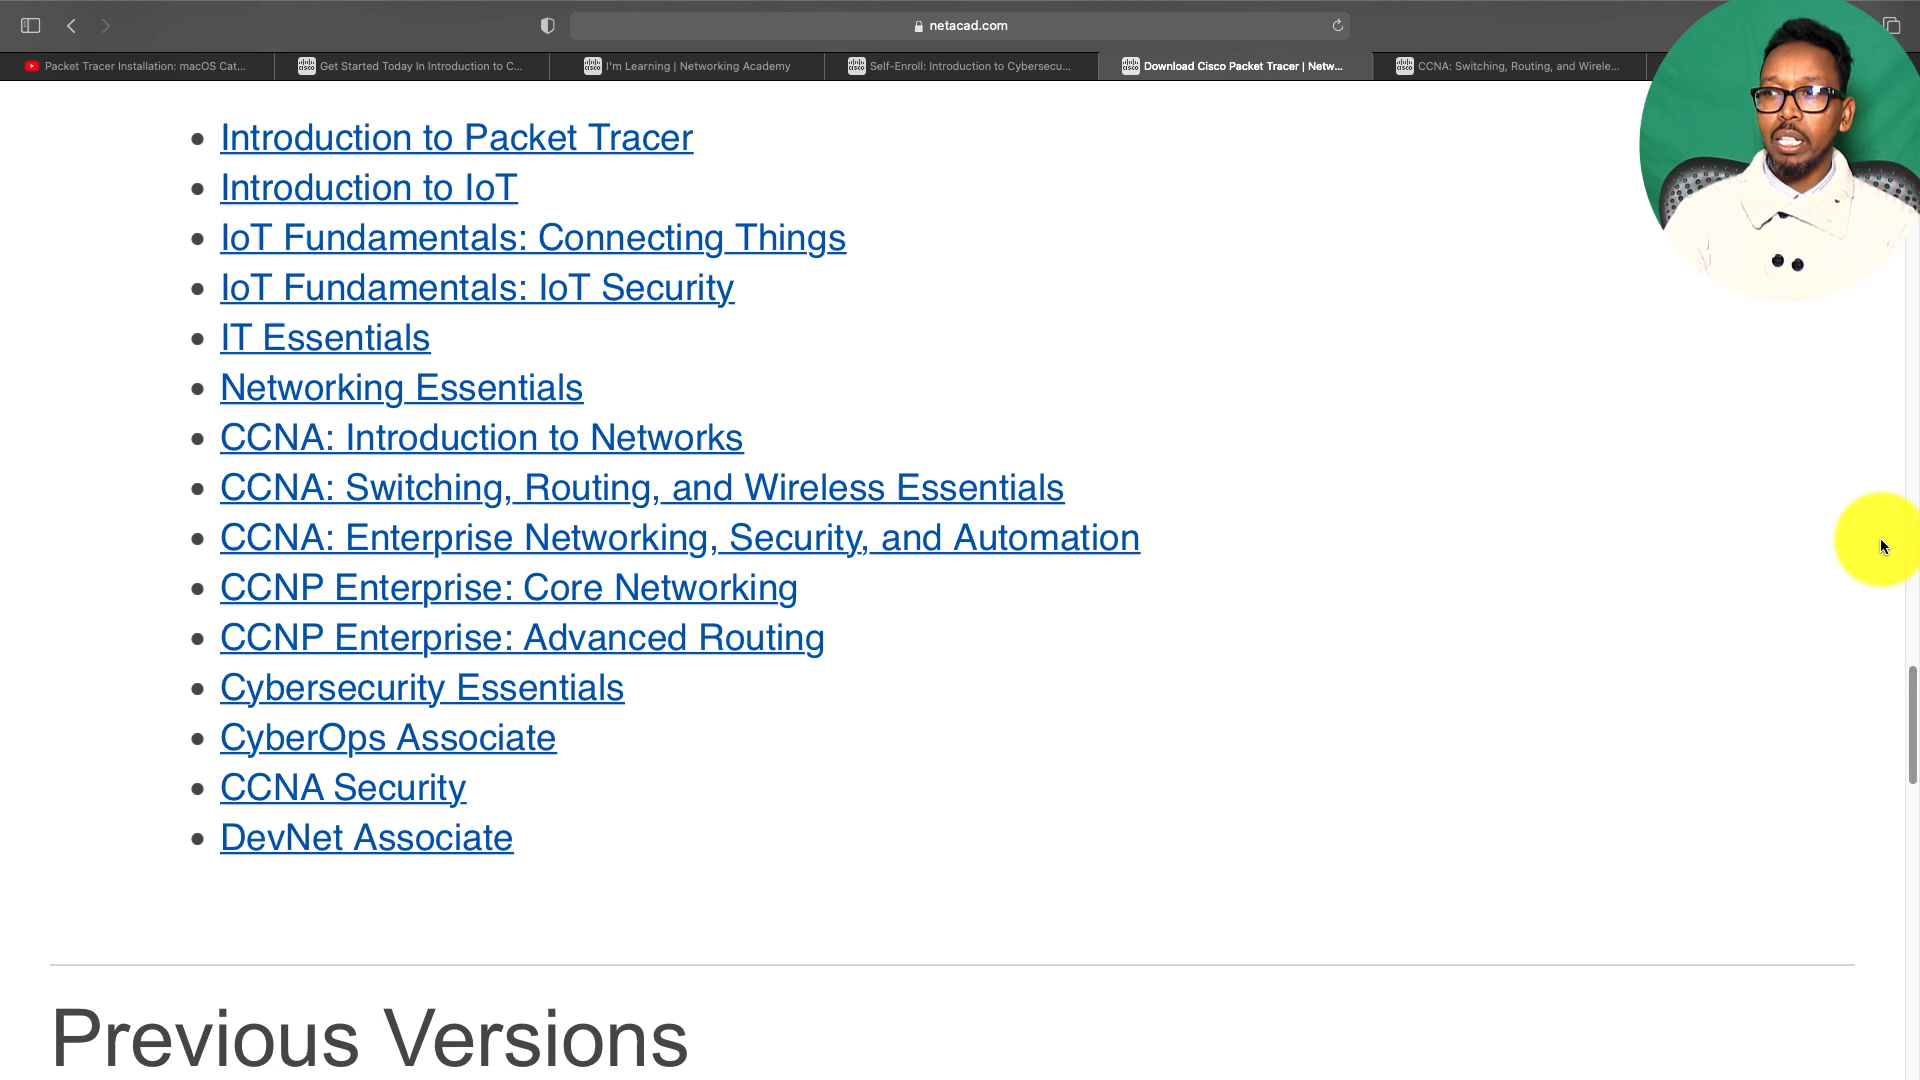 netacad.com
Packet Tracer Installation: macOS Cat...
Get Started Today In Introduction to C...
I'm Learning | Networking Academy
Self-Enroll: Introduction to Cybersecu...
Download Cisco Packet Tracer | Netw...
CCNA: Switching, Routing, and Wirele...
Introduction to Packet Tracer
Introduction to IoT
IoT Fundamentals: Connecting Things
IoT Fundamentals: IoT Security
IT Essentials
Networking Essentials
CCNA: Introduction to Networks
CCNA: Switching, Routing, and Wireless Essentials
CCNA: Enterprise Networking, Security, and Automation
CCNP Enterprise: Core Networking
CCNP Enterprise: Advanced Routing
Cybersecurity Essentials
CyberOps Associate
CCNA Security
DevNet Associate
Previous Versions